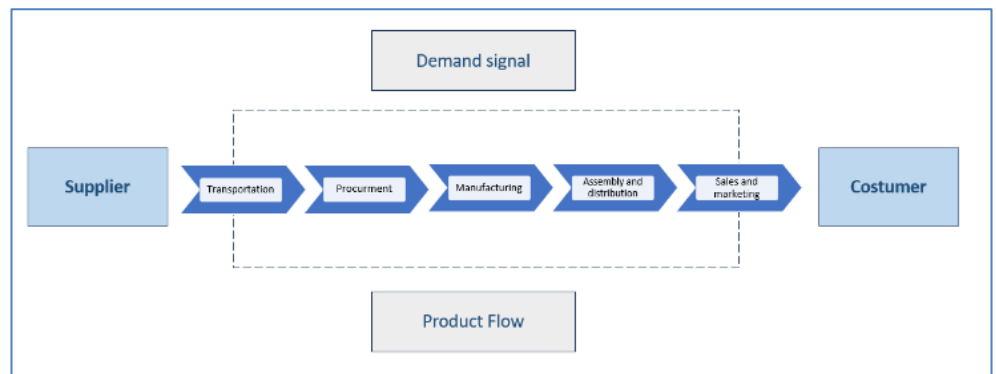 Demand signal
Supplier
Transportation
Procurment
Manufacturing
Assembly and
distribution
Sales and
marketing
Costumer
Product Flow